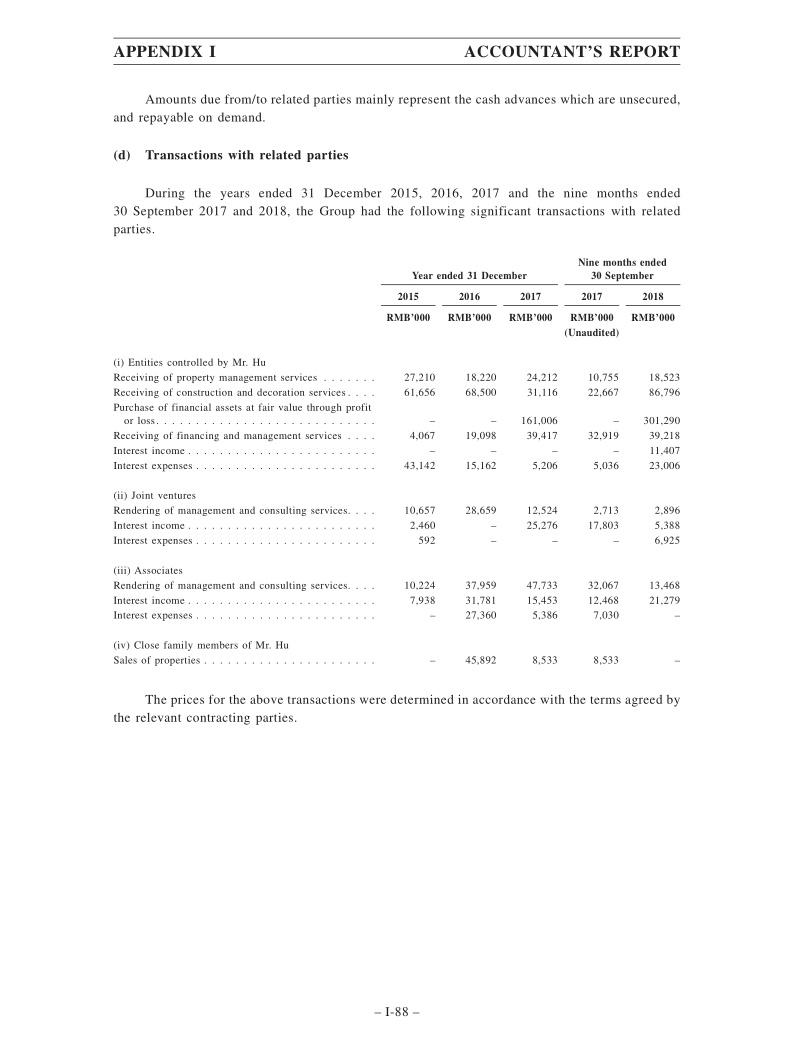 APPENDIX I ACCOUNTANT'S REPORT
Amounts due from/to related parties mainly represent the cash advances which are unsecured,
and repayable on demand.
(d) Transactions with related parties
During the years ended 31 December 2015, 2016, 2017 and the nine months ended
30 September 2017 and 2018, the Group had the following significant transactions with related
parties.
Nine months ended
Year ended 31 December 30 September
2015 2016 2017 2017 2018
RMB'000 RMB'000 RMB'000 RMB'000 RMB'000
(Unaudited)
(i) Entities controlled by Mr. Hu
Receiving of property management services . . . . . . . 27,210 18,220 24,212 10,755 18,523
Receiving of construction and decoration services . . . . 61,656 68,500 31,116 22,667 86,796
Purchase of financial assets at fair value through profit
or loss. . . . . . . . . . . . . . . . . . . . . . . . . . . . – – 161,006 – 301,290
Receiving of financing and management services . . . . 4,067 19,098 39,417 32,919 39,218
Interest income . . . . . . . . . . . . . . . . . . . . . . . . – – – – 11,407
Interest expenses . . . . . . . . . . . . . . . . . . . . . . . 43,142 15,162 5,206 5,036 23,006
(ii) Joint ventures
Rendering of management and consulting services. . . . 10,657 28,659 12,524 2,713 2,896
Interest income . . . . . . . . . . . . . . . . . . . . . . . . 2,460 – 25,276 17,803 5,388
Interest expenses . . . . . . . . . . . . . . . . . . . . . . . 592 – – – 6,925
(iii) Associates
Rendering of management and consulting services. . . . 10,224 37,959 47,733 32,067 13,468
Interest income . . . . . . . . . . . . . . . . . . . . . . . . 7,938 31,781 15,453 12,468 21,279
Interest expenses . . . . . . . . . . . . . . . . . . . . . . . – 27,360 5,386 7,030 –
(iv) Close family members of Mr. Hu
Sales of properties . . . . . . . . . . . . . . . . . . . . . . – 45,892 8,533 8,533 –
The prices for the above transactions were determined in accordance with the terms agreed by
the relevant contracting parties.
– I-88 –